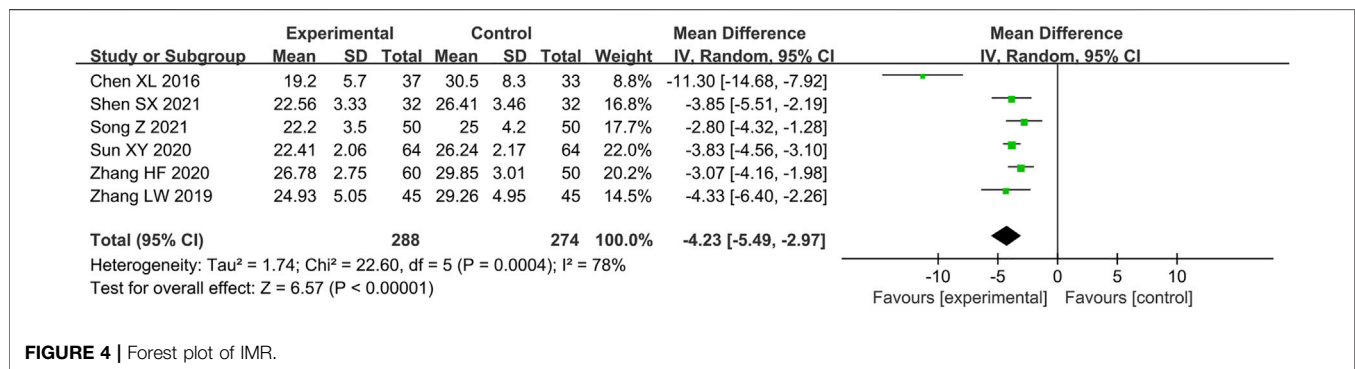 Experimental Control Mean Difference Mean Difference
Study or Subgroup Mean SD Total Mean SD Total Weight IV, Random, 95% CI IV, Random, 95% CI
Chen XL 2016 19.2 5.7 37 30.5 8.3 33 8.8% -11.30 [-14.68, -7.92]
Shen SX 2021 22.56 3.33 32 26.41 3.46 32 16.8% -3.85 [-5.51, -2.19]
Song Z 2021 22.2 3.5 50 25 4.2 50 17.7% -2.80 [-4.32, -1.28]
Sun XY 2020 22.41 2.06 64 26.24 2.17 64 22.0% -3.83 [-4.56, -3.10]
Zhang HF 2020 26.78 2.75 60 29.85 3.01 50 20.2% -3.07 [-4.16, -1.98]
Zhang LW 2019 24.93 5.05 45 29.26 4.95 45 14.5% -4.33 [-6.40, -2.26]
Total (95% CI) 288 274 100.0% -4.23 [-5.49, -2.97]
Heterogeneity: Tau² = 1.74; Chi² = 22.60, df = 5 (P = 0.0004); I² = 78%
Test for overall effect: Z = 6.57 (P < 0.00001)
-10 -5 0 5 10
Favours [experimental] Favours [control]
FIGURE 4 | Forest plot of IMR.